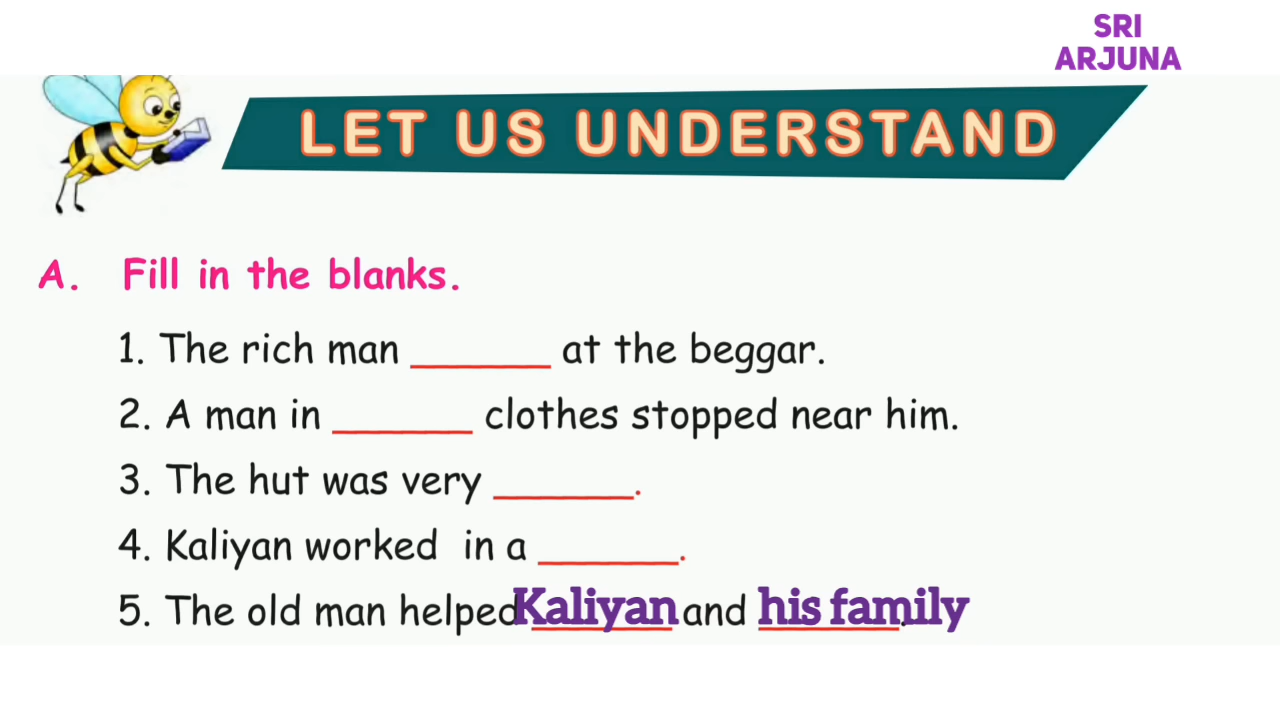 SRI
ARJUNA
LET US UNDERSTAND
A. Fill in the blanks.
1. The rich man ______ at the beggar.
2. A man in ______ clothes stopped near him.
3. The hut was very ______.
4. Kaliyan worked in a ______.
5. The old man helped Kaliyan and his family.